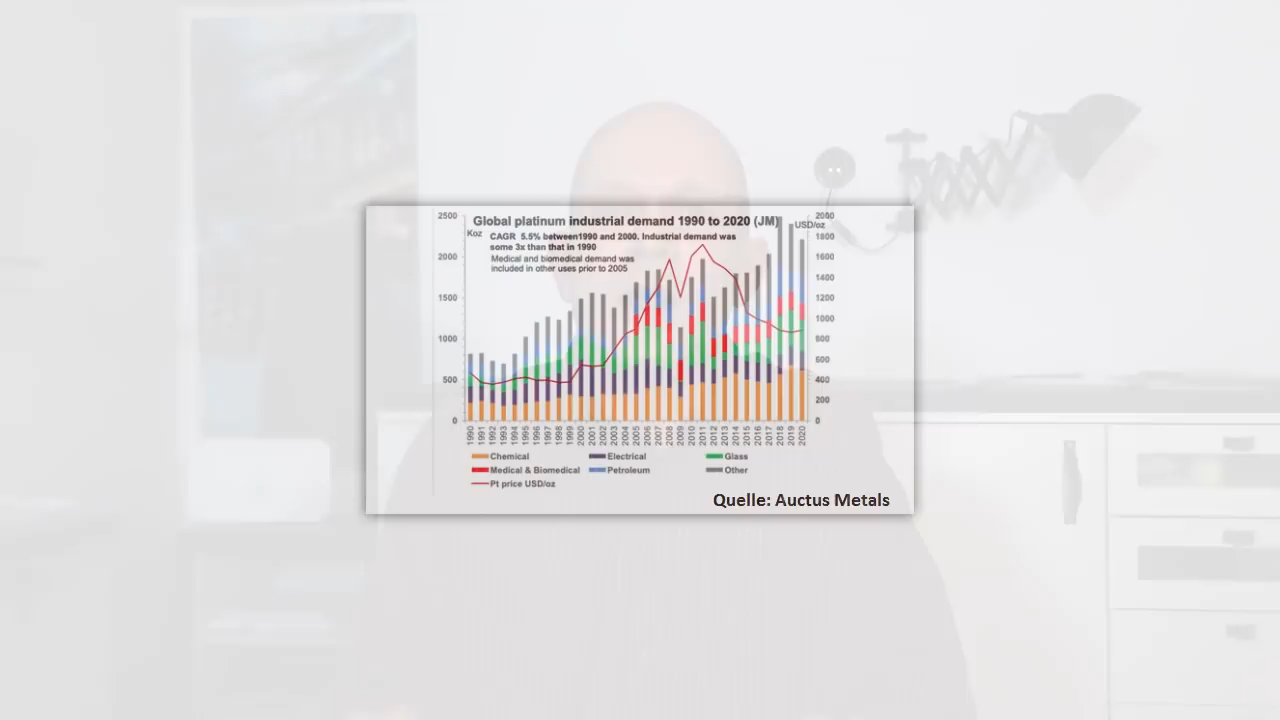 Global platinum industrial demand 1990 to 2020 (JM)
Koz
USD/oz
CAGR 5.5% between1990 and 2000. Industrial demand was
some 3x than that in 1990
Medical and biomedical demand was
included in other uses prior to 2005
2500
2000
1500
1000
500
0
2000
1800
1600
1400
1200
1000
800
600
400
200
0
1990 1991 1992 1993 1994 1995 1996 1997 1998 1999 2000 2001 2002 2003 2004 2005 2006 2007 2008 2009 2010 2011 2012 2013 2014 2015 2016 2017 2018 2019 2020
Chemical Electrical Glass
Medical & Biomedical Petroleum Other
Pt price USD/oz
Quelle: Auctus Metals